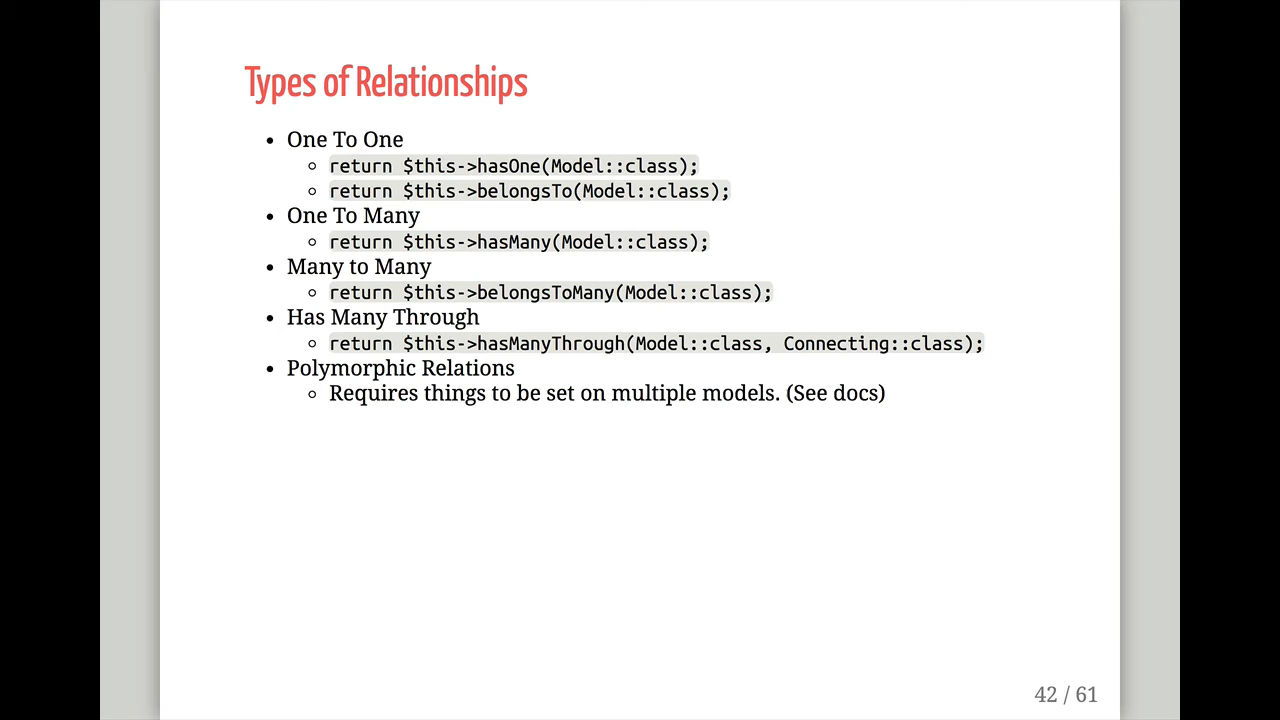 Types of Relationships
• One To One
◦ return $this->hasOne(Model::class);
◦ return $this->belongsTo(Model::class);
• One To Many
◦ return $this->hasMany(Model::class);
• Many to Many
◦ return $this->belongsToMany(Model::class);
• Has Many Through
◦ return $this->hasManyThrough(Model::class, Connecting::class);
• Polymorphic Relations
◦ Requires things to be set on multiple models. (See docs)
42 / 61